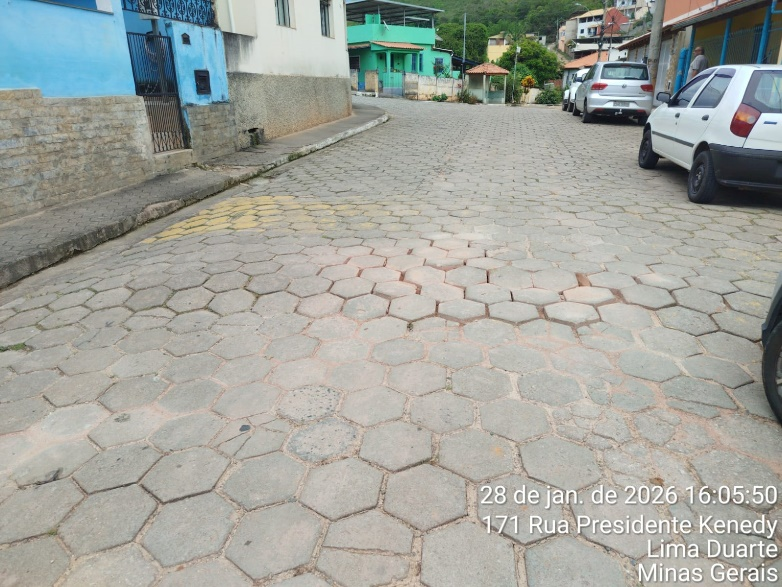 28 de jan. de 2026 16:05:50
171 Rua Presidente Kenedy
Lima Duarte
Minas Gerais